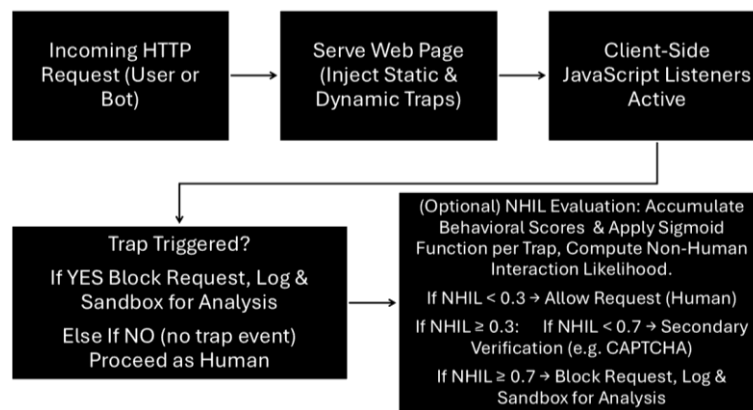 Incoming HTTP
Request (User or
Bot)
Serve Web Page
(Inject Static &
Dynamic Traps)
Client-Side
JavaScript Listeners
Active
Trap Triggered?
If YES Block Request, Log &
Sandbox for Analysis
Else If NO (no trap event)
Proceed as Human
(Optional) NHIL Evaluation: Accumulate
Behavioral Scores & Apply Sigmoid
Function per Trap, Compute Non-Human
Interaction Likelihood.
If NHIL < 0.3 → Allow Request (Human)
If NHIL ≥ 0.3: If NHIL < 0.7 → Secondary
Verification (e.g. CAPTCHA)
If NHIL ≥ 0.7 → Block Request, Log &
Sandbox for Analysis